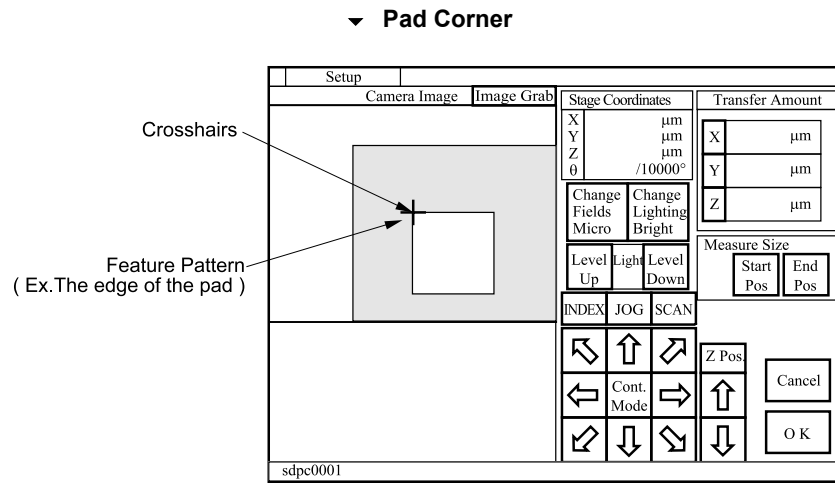 Pad Corner
Setup
Camera Image
Image Grab
Crosshairs
Feature Pattern
( Ex.The edge of the pad )
Stage Coordinates
X μm
Y μm
Z μm
θ /10000°
Transfer Amount
X μm
Y μm
Z μm
Change
Fields
Micro
Change
Lighting
Bright
Level
Up
Light
Level
Down
Measure Size
Start
Pos
End
Pos
INDEX
JOG
SCAN
Cont.
Mode
Z Pos.
Cancel
O K
sdpc0001